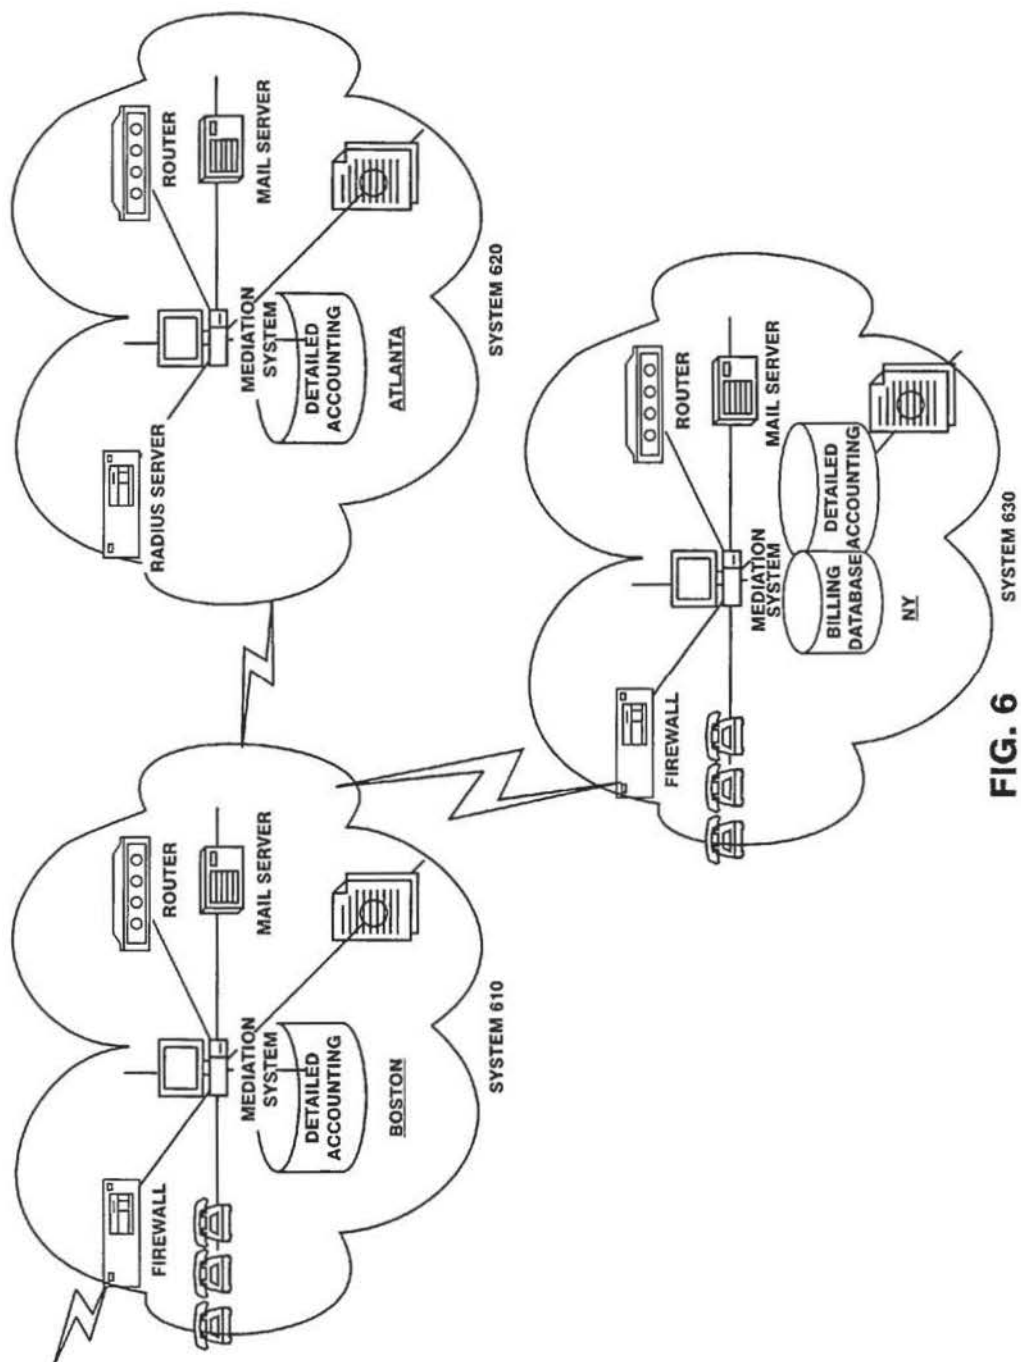 FIREWALL
ROUTER
MAIL SERVER
MEDIATION
SYSTEM
DETAILED
ACCOUNTING
BOSTON
SYSTEM 610
RADIUS SERVER
ROUTER
MAIL SERVER
MEDIATION
SYSTEM
DETAILED
ACCOUNTING
ATLANTA
SYSTEM 620
FIREWALL
ROUTER
MAIL SERVER
MEDIATION
SYSTEM
BILLING
DATABASE
DETAILED
ACCOUNTING
NY
SYSTEM 630
FIG. 6